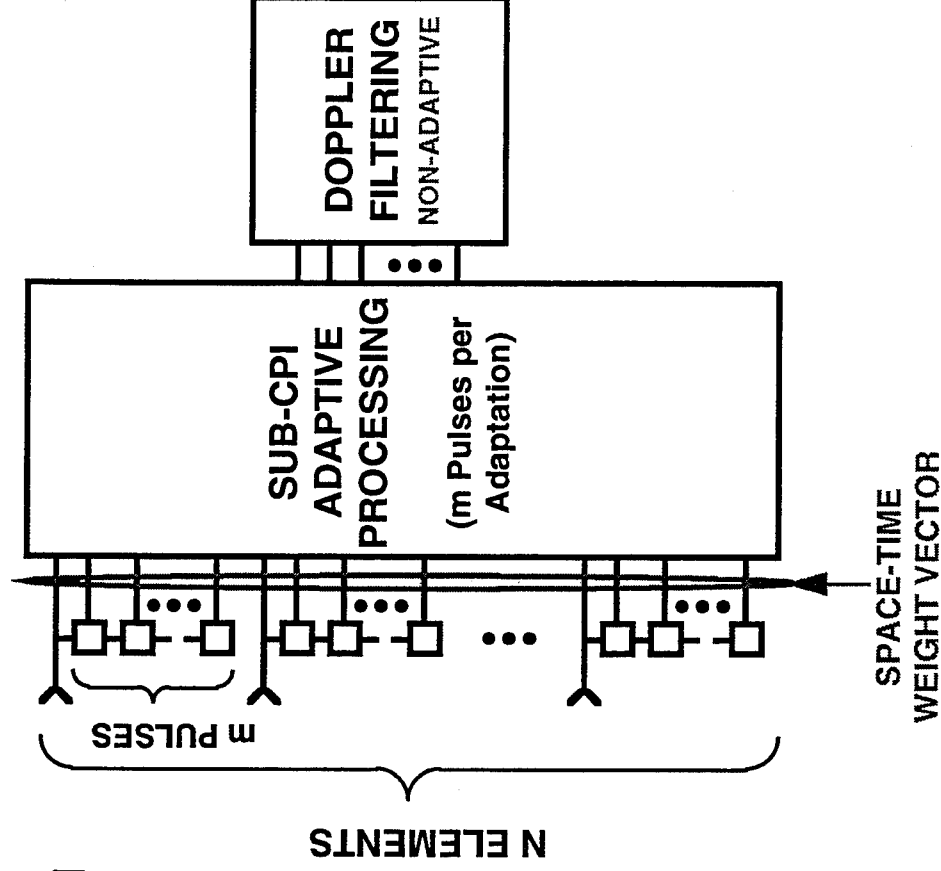 N ELEMENTS
m PULSES
SPACE-TIME
WEIGHT VECTOR
SUB-CPI
ADAPTIVE
PROCESSING
(m Pulses per
Adaptation)
DOPPLER
FILTERING
NON-ADAPTIVE